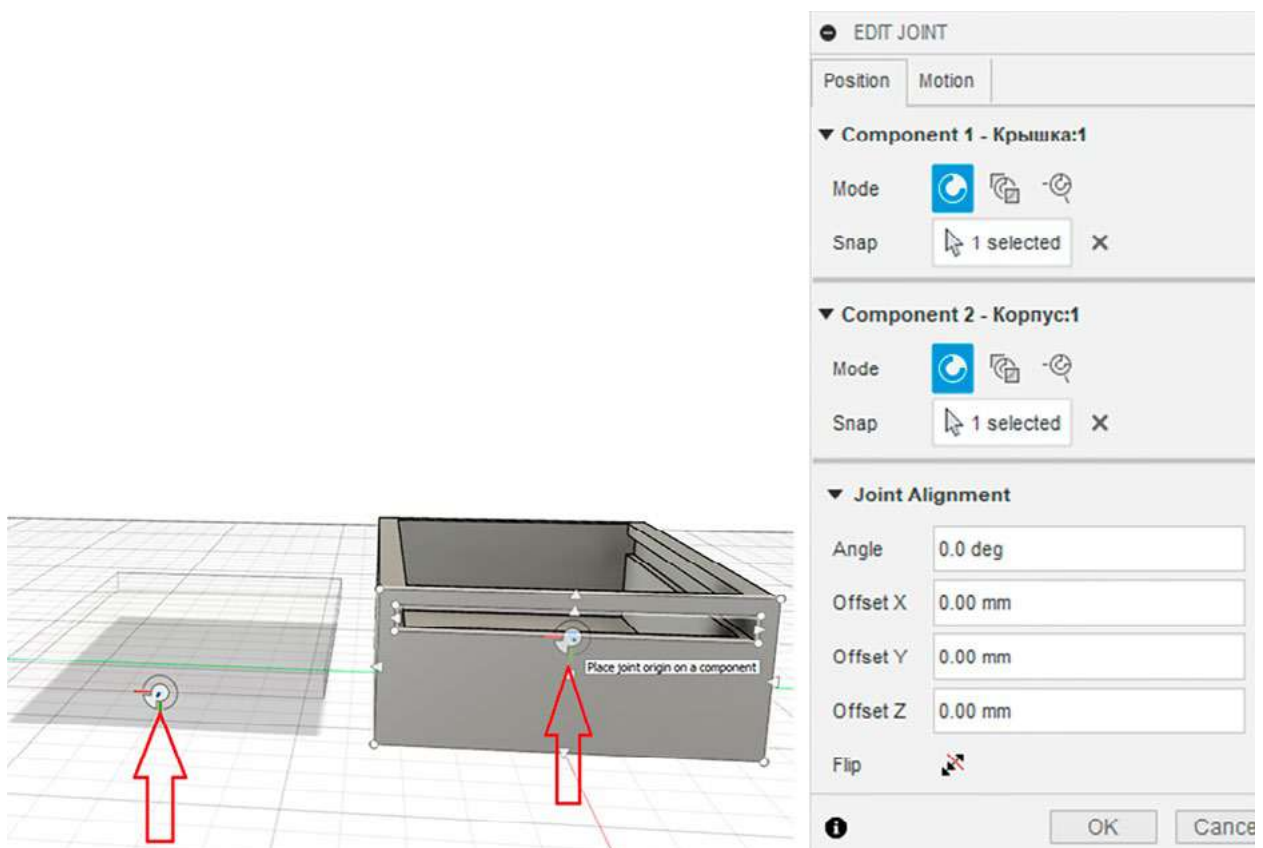 EDIT JOINT
Position Motion
Component 1 - Крышка:1
Mode
Snap 1 selected
Component 2 - Корпус:1
Mode
Snap 1 selected
Joint Alignment
Angle 0.0 deg
Offset X 0.00 mm
Offset Y 0.00 mm
Place joint origin on a component
Offset Z 0.00 mm
Flip
OK Cance